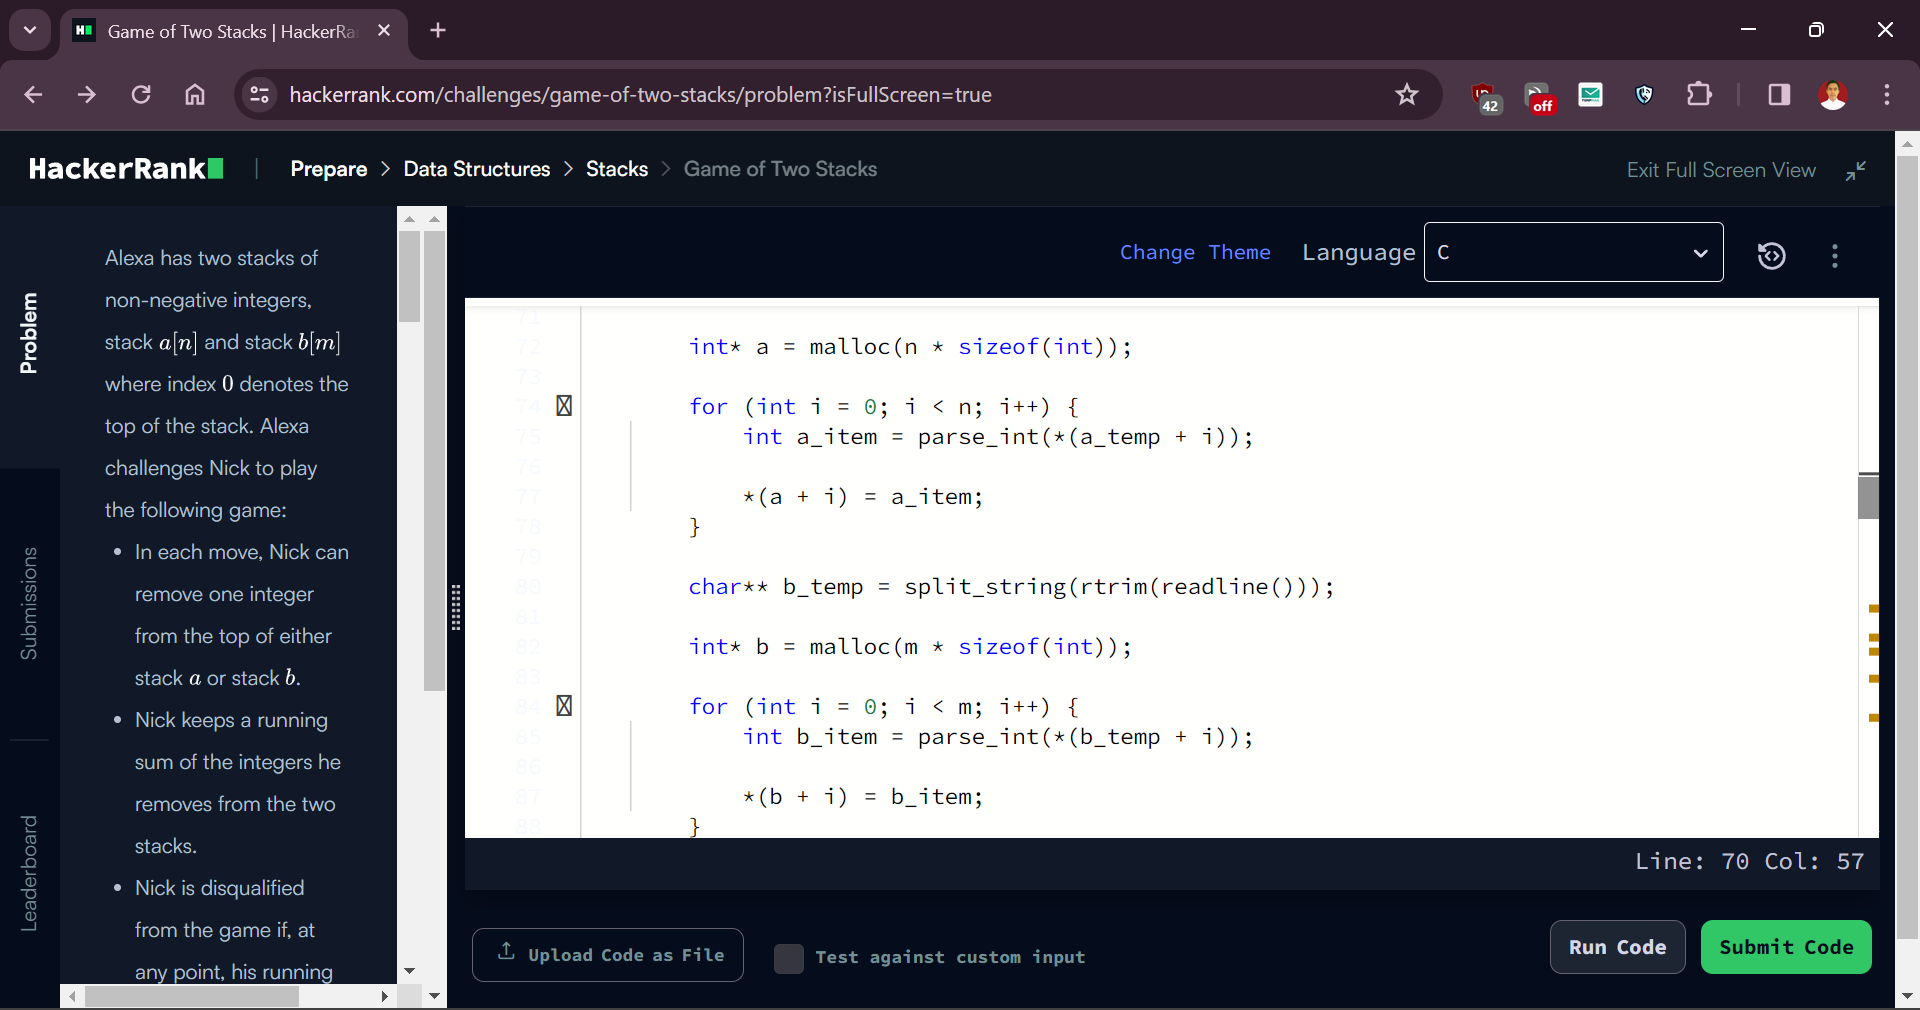 Game of Two Stacks | HackerRa
hackerrank.com/challenges/game-of-two-stacks/problem?isFullScreen=true
42
off
HackerRank
Prepare > Data Structures > Stacks > Game of Two Stacks
Exit Full Screen View
Problem
Submissions
Leaderboard
Alexa has two stacks of
non-negative integers,
stack a[n] and stack b[m]
where index 0 denotes the
top of the stack. Alexa
challenges Nick to play
the following game:
• In each move, Nick can
remove one integer
from the top of either
stack a or stack b.
• Nick keeps a running
sum of the integers he
removes from the two
stacks.
• Nick is disqualified
from the game if, at
any point, his running
Change Theme Language C
71
72 int* a = malloc(n * sizeof(int));
73
74 for (int i = 0; i < n; i++) {
75 int a_item = parse_int(*(a_temp + i));
76
77 *(a + i) = a_item;
78 }
79
80 char** b_temp = split_string(rtrim(readline()));
81
82 int* b = malloc(m * sizeof(int));
83
84 for (int i = 0; i < m; i++) {
85 int b_item = parse_int(*(b_temp + i));
86
87 *(b + i) = b_item;
88 }
Line: 70 Col: 57
Upload Code as File
Test against custom input
Run Code
Submit Code